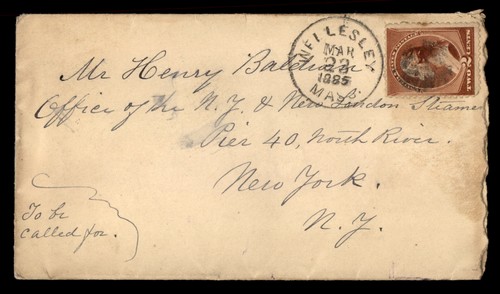 WELLESLEY
MAR
23
1885
MASS.
TWO CENTS
Mr Henry Baldwin
Office of the N.Y. & New London Steamer
Pier 40, North River.
New York.
N.Y.
To be
called for.